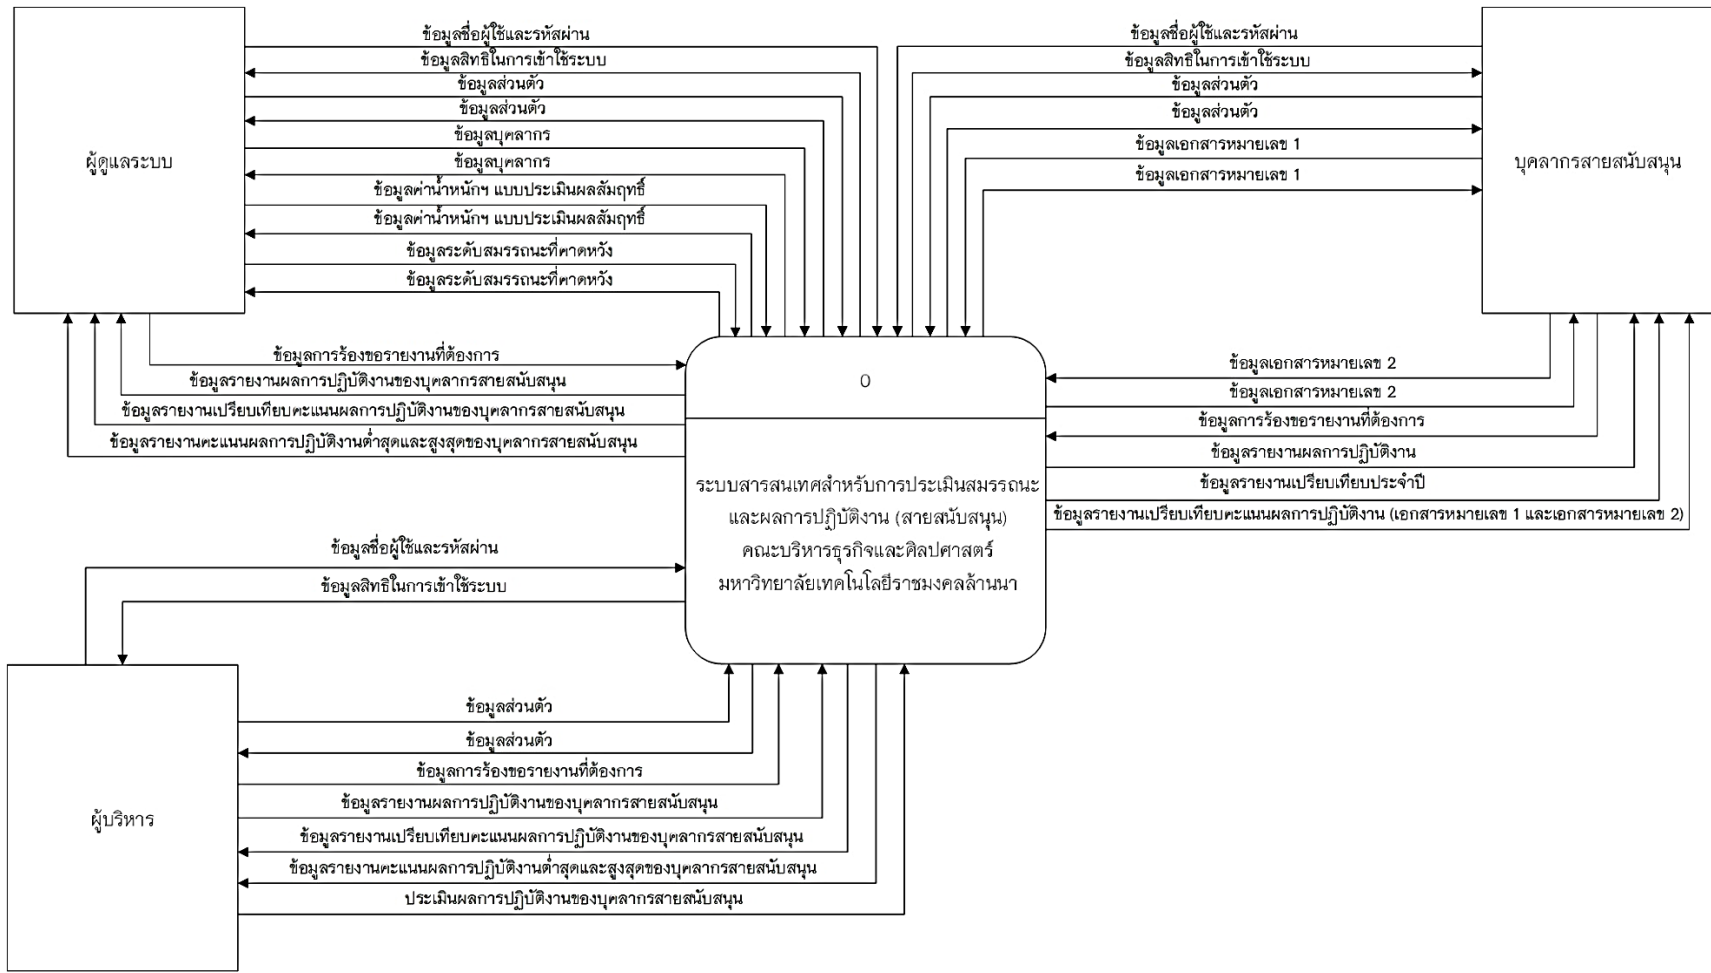 ข้อมูลชื่อผู้ใช้และรหัสผ่าน
ข้อมูลสิทธิในการเข้าใช้ระบบ
ข้อมูลส่วนตัว
ข้อมูลส่วนตัว
ข้อมูลบุคลากร
ข้อมูลบุคลากร
ข้อมูลค่าน้ำหนักฯ แบบประเมินผลสัมฤทธิ์
ข้อมูลค่าน้ำหนักฯ แบบประเมินผลสัมฤทธิ์
ข้อมูลระดับสมรรถนะที่คาดหวัง
ข้อมูลระดับสมรรถนะที่คาดหวัง
ผู้ดูแลระบบ
ข้อมูลการร้องขอรายงานที่ต้องการ
ข้อมูลรายงานผลการปฏิบัติงานของบุคลากรสายสนับสนุน
ข้อมูลรายงานเปรียบเทียบคะแนนผลการปฏิบัติงานของบุคลากรสายสนับสนุน
ข้อมูลรายงานคะแนนผลการปฏิบัติงานต่ำสุดและสูงสุดของบุคลากรสายสนับสนุน
ข้อมูลชื่อผู้ใช้และรหัสผ่าน
ข้อมูลสิทธิในการเข้าใช้ระบบ
ข้อมูลส่วนตัว
ข้อมูลส่วนตัว
ข้อมูลเอกสารหมายเลข 1
ข้อมูลเอกสารหมายเลข 1
บุคลากรสายสนับสนุน
ข้อมูลเอกสารหมายเลข 2
ข้อมูลเอกสารหมายเลข 2
ข้อมูลการร้องขอรายงานที่ต้องการ
ข้อมูลรายงานผลการปฏิบัติงาน
ข้อมูลรายงานเปรียบเทียบประจำปี
ข้อมูลรายงานเปรียบเทียบคะแนนผลการปฏิบัติงาน (เอกสารหมายเลข 1 และเอกสารหมายเลข 2)
0
ระบบสารสนเทศสำหรับการประเมินสมรรถนะ
และผลการปฏิบัติงาน (สายสนับสนุน)
คณะบริหารธุรกิจและศิลปศาสตร์
มหาวิทยาลัยเทคโนโลยีราชมงคลล้านนา
ข้อมูลชื่อผู้ใช้และรหัสผ่าน
ข้อมูลสิทธิในการเข้าใช้ระบบ
ผู้บริหาร
ข้อมูลส่วนตัว
ข้อมูลส่วนตัว
ข้อมูลการร้องขอรายงานที่ต้องการ
ข้อมูลรายงานผลการปฏิบัติงานของบุคลากรสายสนับสนุน
ข้อมูลรายงานเปรียบเทียบคะแนนผลการปฏิบัติงานของบุคลากรสายสนับสนุน
ข้อมูลรายงานคะแนนผลการปฏิบัติงานต่ำสุดและสูงสุดของบุคลากรสายสนับสนุน
ประเมินผลการปฏิบัติงานของบุคลากรสายสนับสนุน